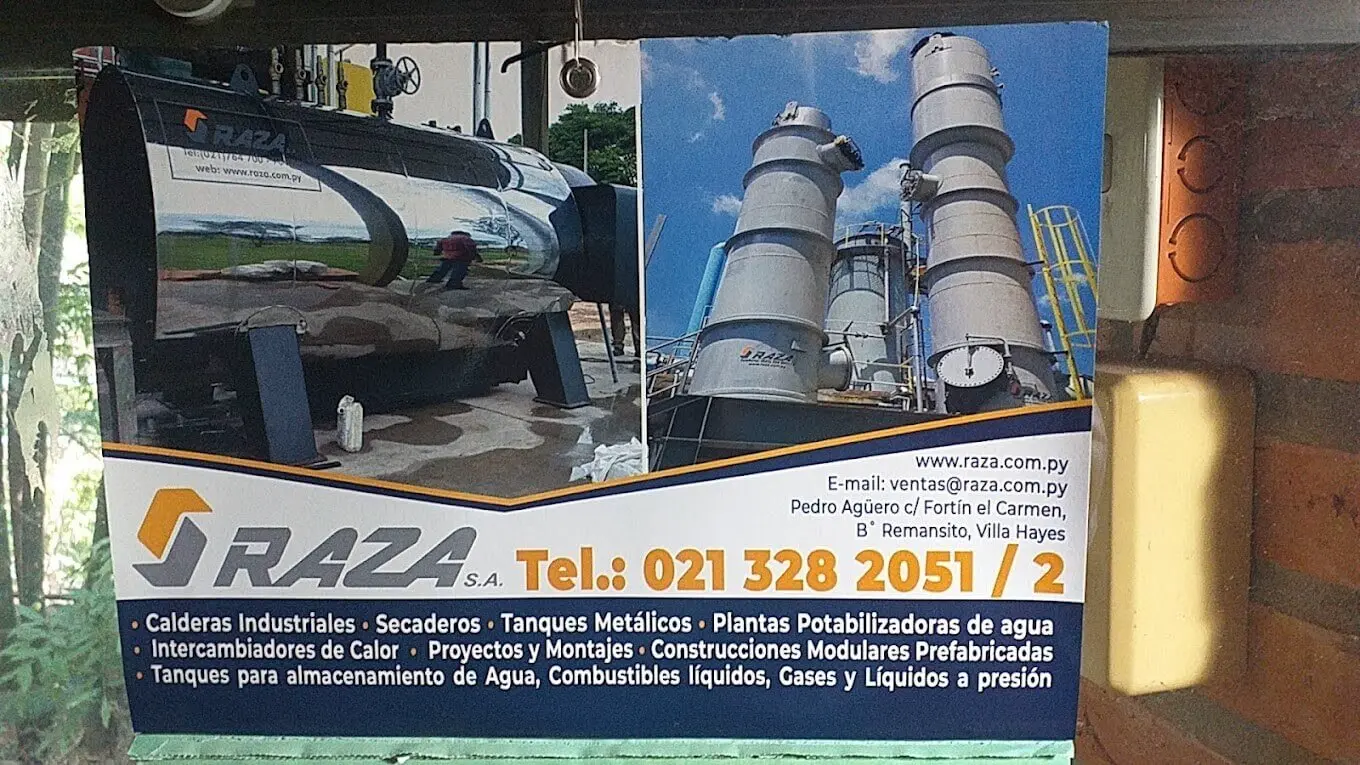 RAZA
web: www.raza.com.py
RAZA
www.raza.com.py
E-mail: ventas@raza.com.py
Pedro Agüero c/ Fortín el Carmen,
B° Remansito, Villa Hayes
RAZA S.A. Tel.: 021 328 2051 / 2
• Calderas Industriales • Secaderos • Tanques Metálicos • Plantas Potabilizadoras de agua
• Intercambiadores de Calor • Proyectos y Montajes • Construcciones Modulares Prefabricadas
• Tanques para almacenamiento de Agua, Combustibles líquidos, Gases y Líquidos a presión